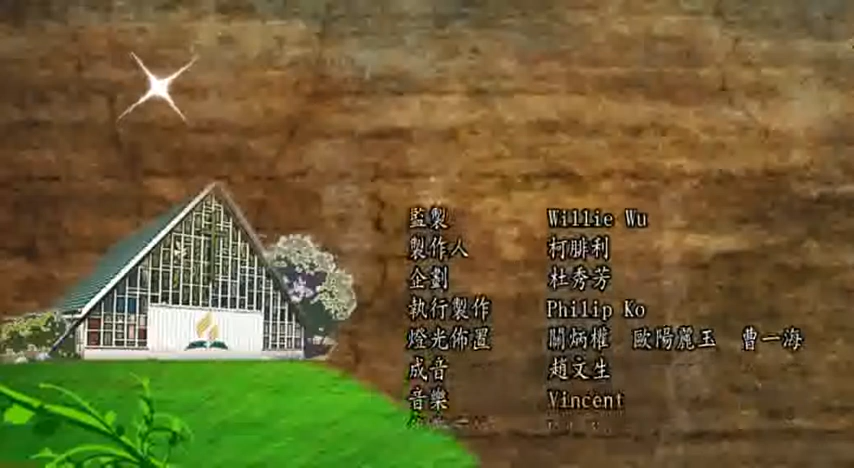 監製 Willie Wu
製作人 柯腓利
企劃 杜秀芳
執行製作 Philip Ko
燈光佈置 關炳權 歐陽麗玉 曹一海
成音 趙文生
音樂 Vincent